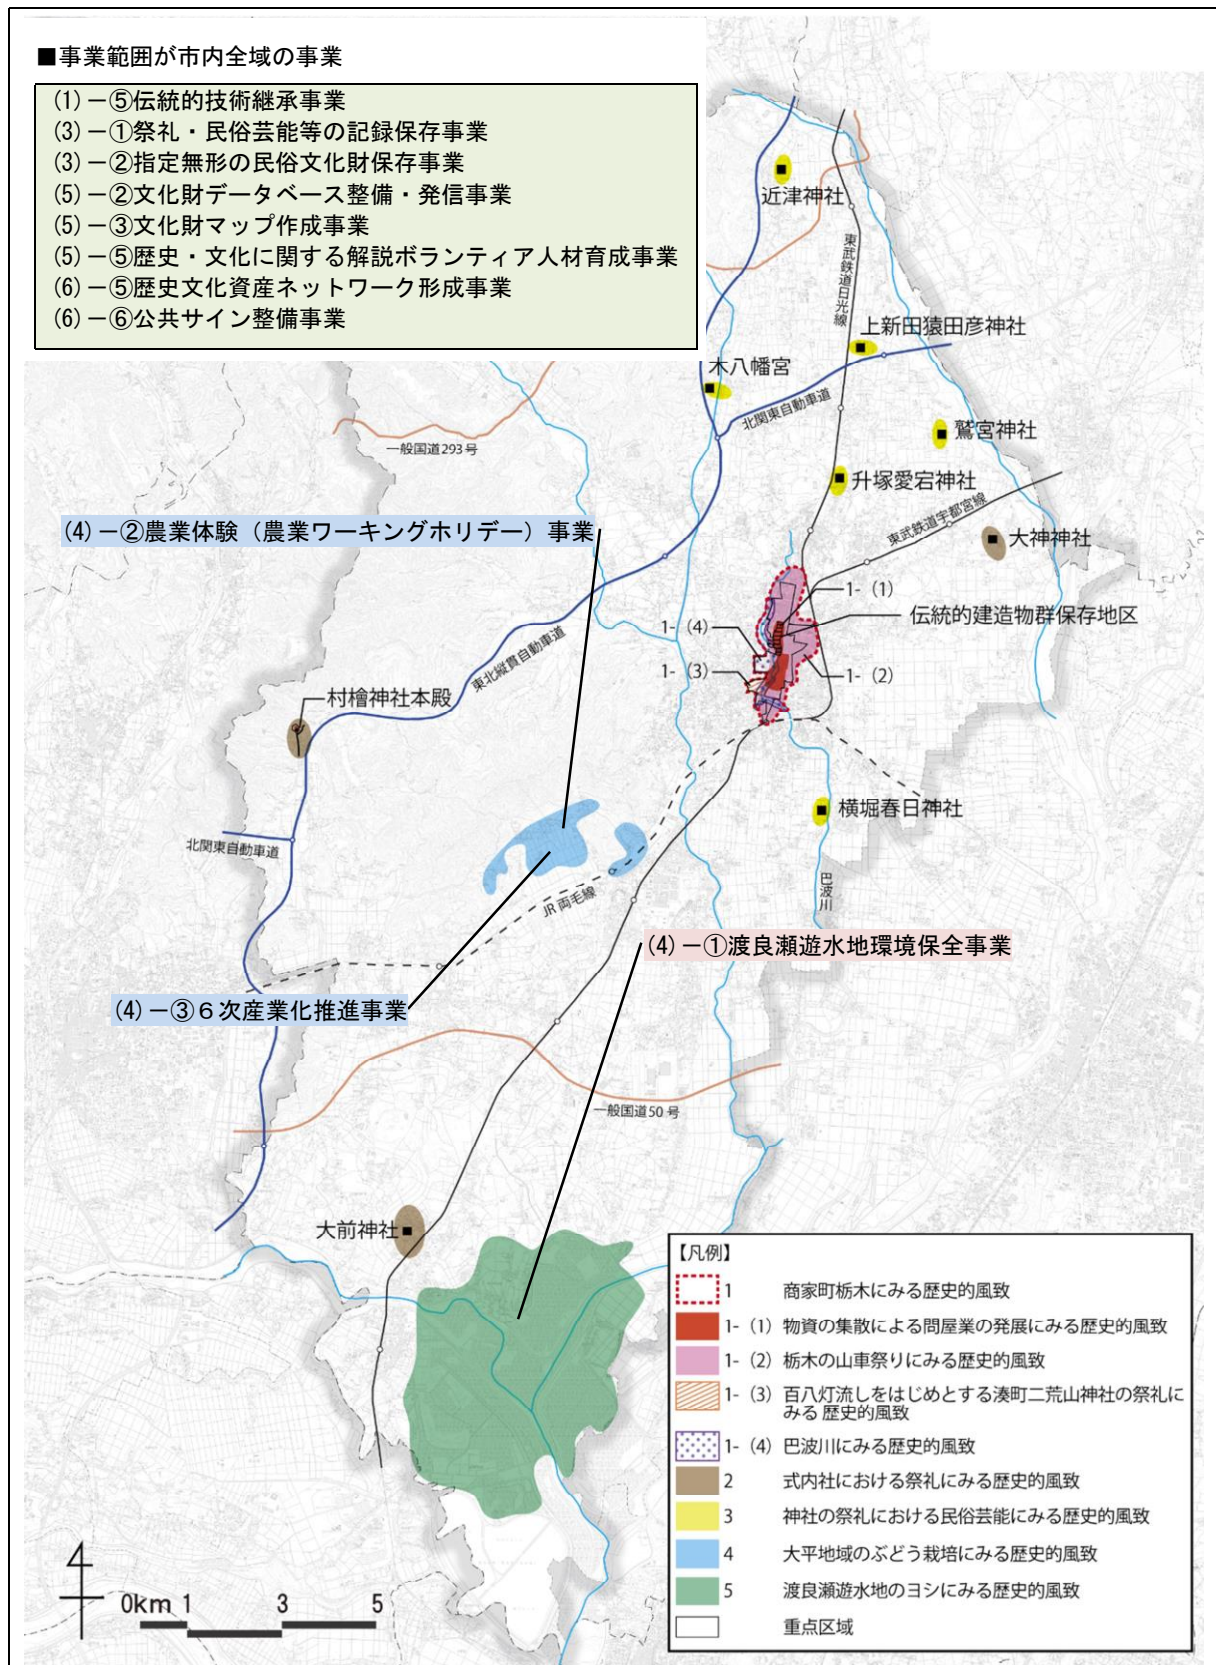 ■事業範囲が市内全域の事業
(1)－⑤伝統的技術継承事業
(3)－①祭礼・民俗芸能等の記録保存事業
(3)－②指定無形の民俗文化財保存事業
(5)－②文化財データベース整備・発信事業
(5)－③文化財マップ作成事業
(5)－⑤歴史・文化に関する解説ボランティア人材育成事業
(6)－⑤歴史文化資産ネットワーク形成事業
(6)－⑥公共サイン整備事業
近津神社
東武鉄道日光線
上新田猿田彦神社
木八幡宮
北関東自動車道
一般国道293号
鷲宮神社
升塚愛宕神社
東武鉄道宇都宮線
(4)－②農業体験（農業ワーキングホリデー）事業
大神神社
1-（1）
伝統的建造物群保存地区
1-（4）
1-（3）
1-（2）
東北縦貫自動車道
村檜神社本殿
横堀春日神社
北関東自動車道
巴波川
JR両毛線
(4)－①渡良瀬遊水地環境保全事業
(4)－③６次産業化推進事業
一般国道50号
大前神社
【凡例】
1 商家町栃木にみる歴史的風致
1-（1）物資の集散による問屋業の発展にみる歴史的風致
1-（2）栃木の山車祭りにみる歴史的風致
1-（3）百八灯流しをはじめとする湊町二荒山神社の祭礼に
みる 歴史的風致
1-（4）巴波川にみる歴史的風致
2 式内社における祭礼にみる歴史的風致
3 神社の祭礼における民俗芸能にみる歴史的風致
4 大平地域のぶどう栽培にみる歴史的風致
5 渡良瀬遊水地のヨシにみる歴史的風致
重点区域
0km 1 3 5